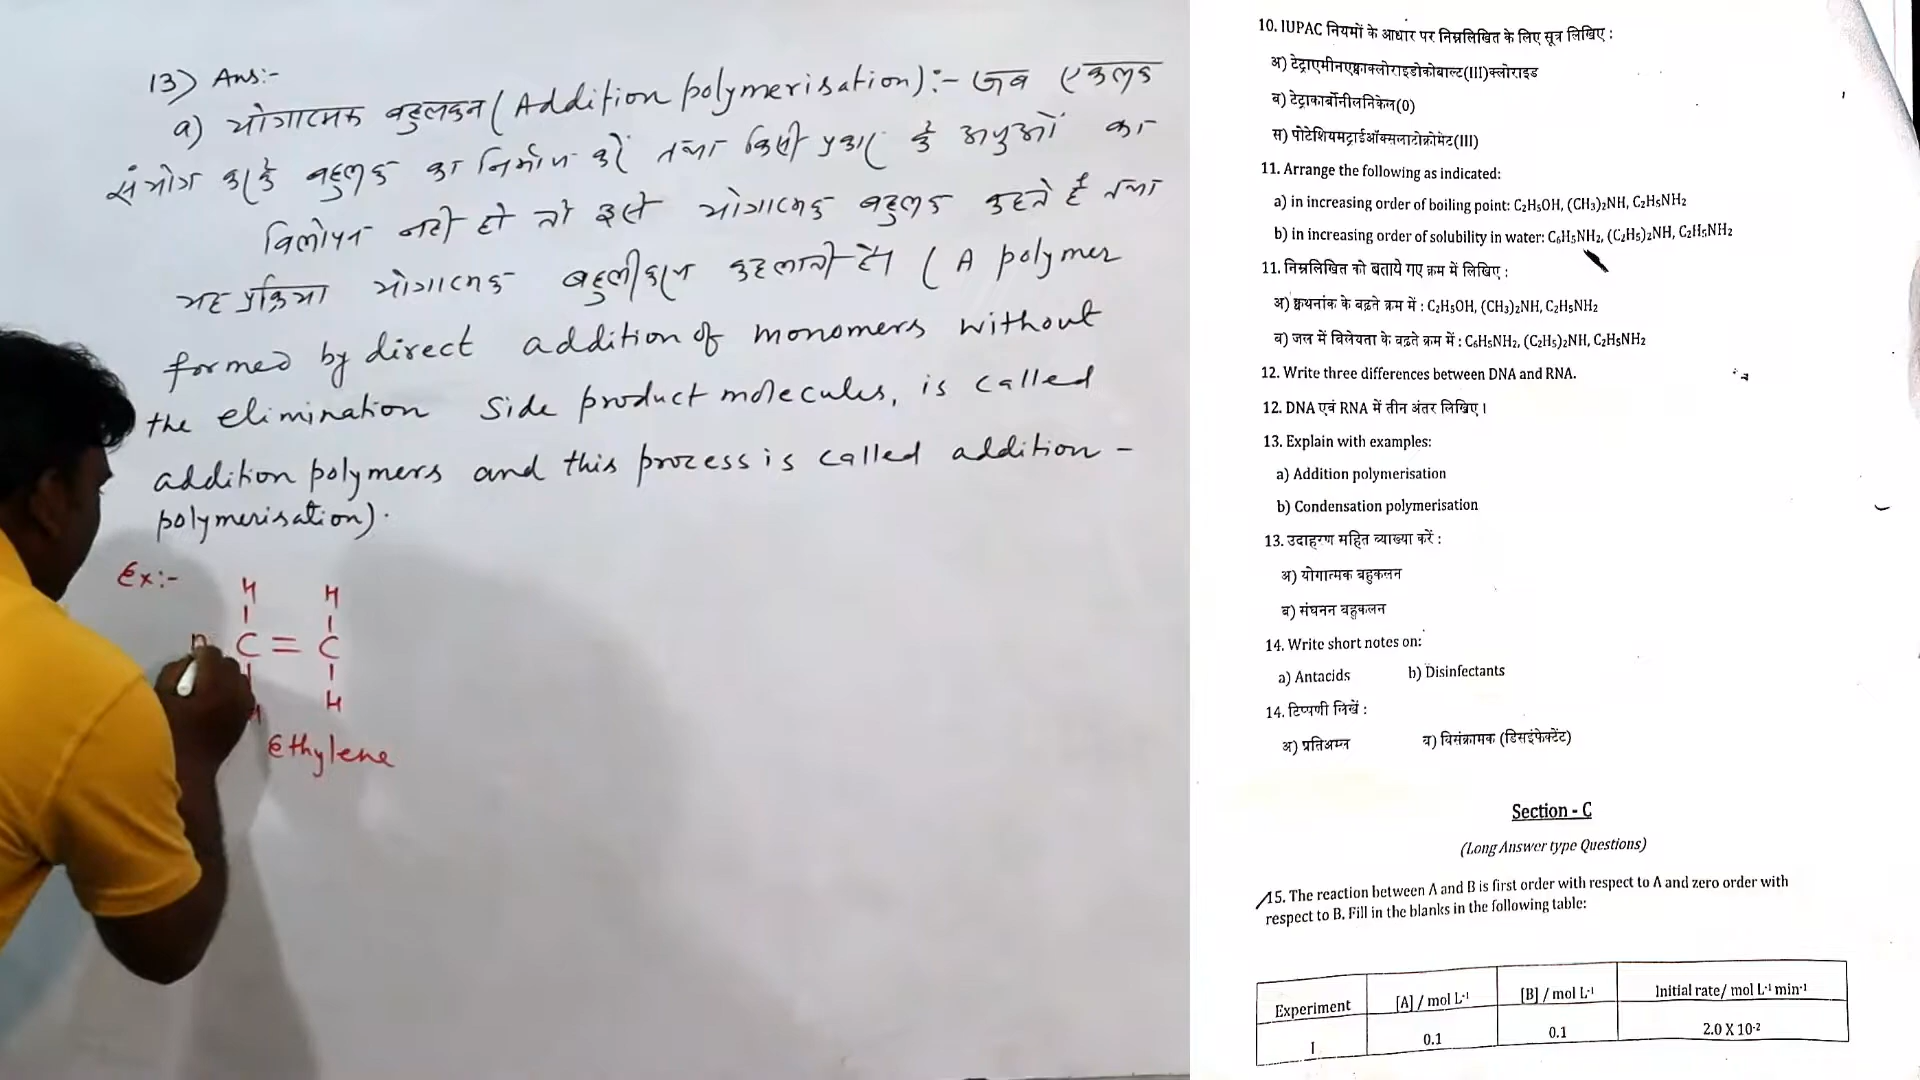 13) Ans:-
a) योगात्मक बहुलकन (Addition polymerisation):- जब एकलक
संयोग करके बहुलक का निर्माण करें तथा किसी प्रकार के अणुओं का
विलोपन नही हो तो इसे योगात्मक बहुलक कहते है तथा
यह प्रक्रिया योगात्मक बहुलीकरण कहलाती है। (A polymer
formed by direct addition of monomers without
the elimination Side product molecules, is called
addition polymers and this process is called addition -
polymerisation).
Ex:-
H H
n C = C
H H
Ethylene
10. IUPAC नियमों के आधार पर निम्नलिखित के लिए सूत्र लिखिए :
अ) टेट्राएमीनएक्वाक्लोराइडोकोबाल्ट(III)क्लोराइड
ब) टेट्राकार्बोनीलनिकेल(0)
स) पोटेशियमट्राईऑक्सलाटोक्रोमेट(III)
11. Arrange the following as indicated:
a) in increasing order of boiling point: C₂H₅OH, (CH₃)₂NH, C₂H₅NH₂
b) in increasing order of solubility in water: C₆H₅NH₂, (C₂H₅)₂NH, C₂H₅NH₂
11. निम्नलिखित को बताये गए क्रम में लिखिए :
अ) क्वथनांक के बढ़ते क्रम में : C₂H₅OH, (CH₃)₂NH, C₂H₅NH₂
ब) जल में विलेयता के बढ़ते क्रम में : C₆H₅NH₂, (C₂H₅)₂NH, C₂H₅NH₂
12. Write three differences between DNA and RNA.
12. DNA एवं RNA में तीन अंतर लिखिए।
13. Explain with examples:
a) Addition polymerisation
b) Condensation polymerisation
13. उदाहरण सहित व्याख्या करें :
अ) योगात्मक बहुकलन
ब) संघनन बहुकलन
14. Write short notes on:
a) Antacids b) Disinfectants
14. टिप्पणी लिखें :
अ) प्रतिअम्ल ब) विसंक्रामक (डिसइंफेक्टेंट)
Section - C
(Long Answer type Questions)
15. The reaction between A and B is first order with respect to A and zero order with
respect to B. Fill in the blanks in the following table:
Experiment [A] / mol L⁻¹ [B] / mol L⁻¹ Initial rate/ mol L⁻¹ min⁻¹
I 0.1 0.1 2.0 X 10⁻²